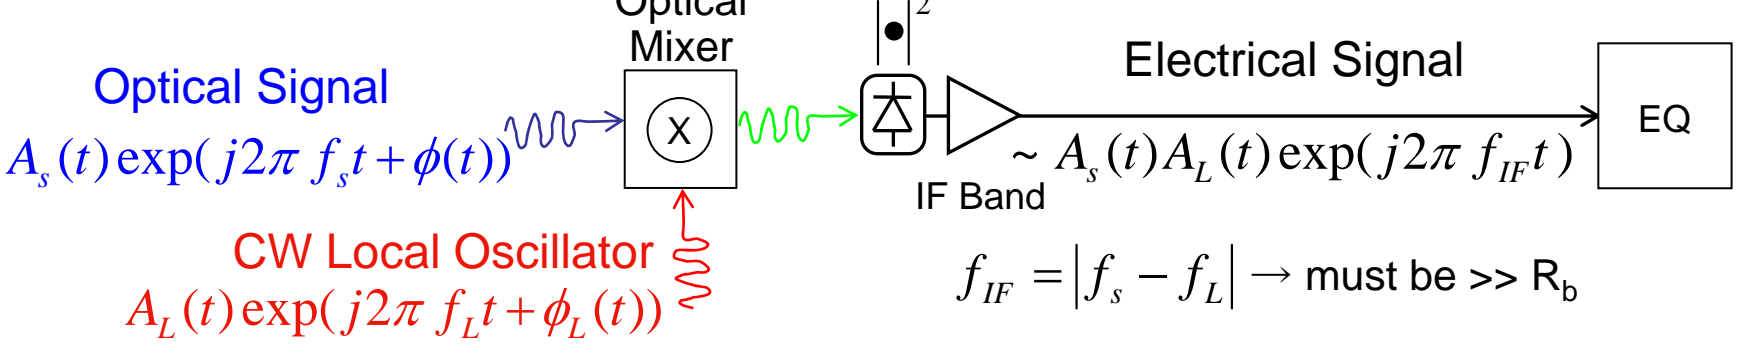 Optical
Mixer
|•|²
Optical Signal
A_s(t) exp(j2π f_s t + ϕ(t))
X
Electrical Signal
~ A_s(t) A_L(t) exp(j2π f_IF t)
EQ
IF Band
CW Local Oscillator
A_L(t) exp(j2π f_L t + ϕ_L(t))
f_IF = |f_s − f_L| → must be >> R_b